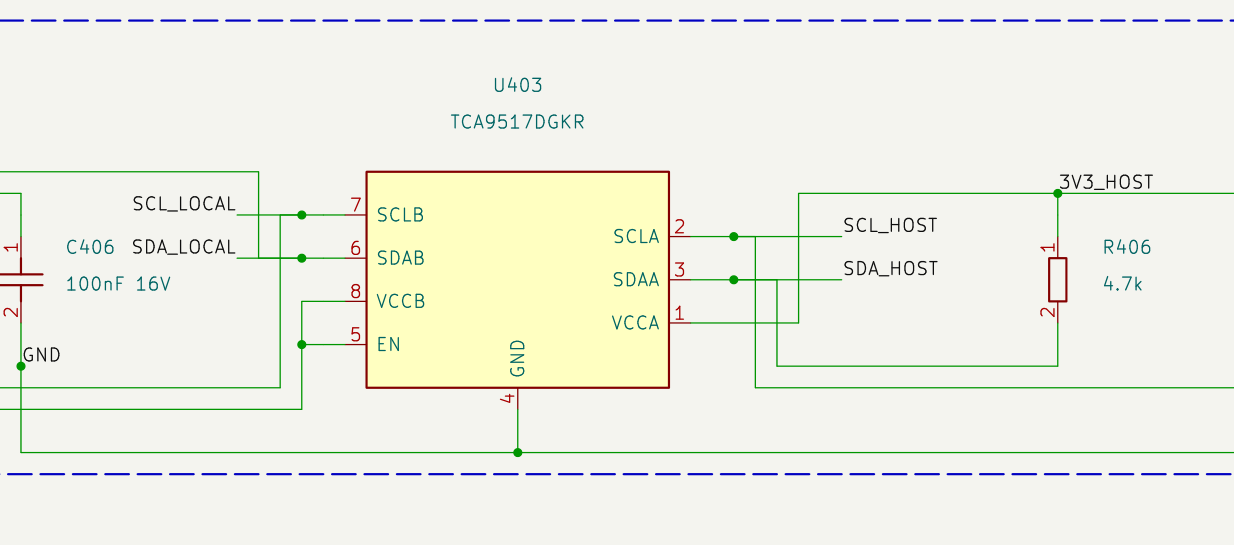 U403
TCA9517DGKR
SCL_LOCAL
SDA_LOCAL
1
C406
100nF 16V
2
GND
7
SCLB
6
SDAB
8
VCCB
5
EN
GND
4
SCLA
2
SDAA
3
VCCA
1
SCL_HOST
SDA_HOST
3V3_HOST
1
R406
4.7k
2